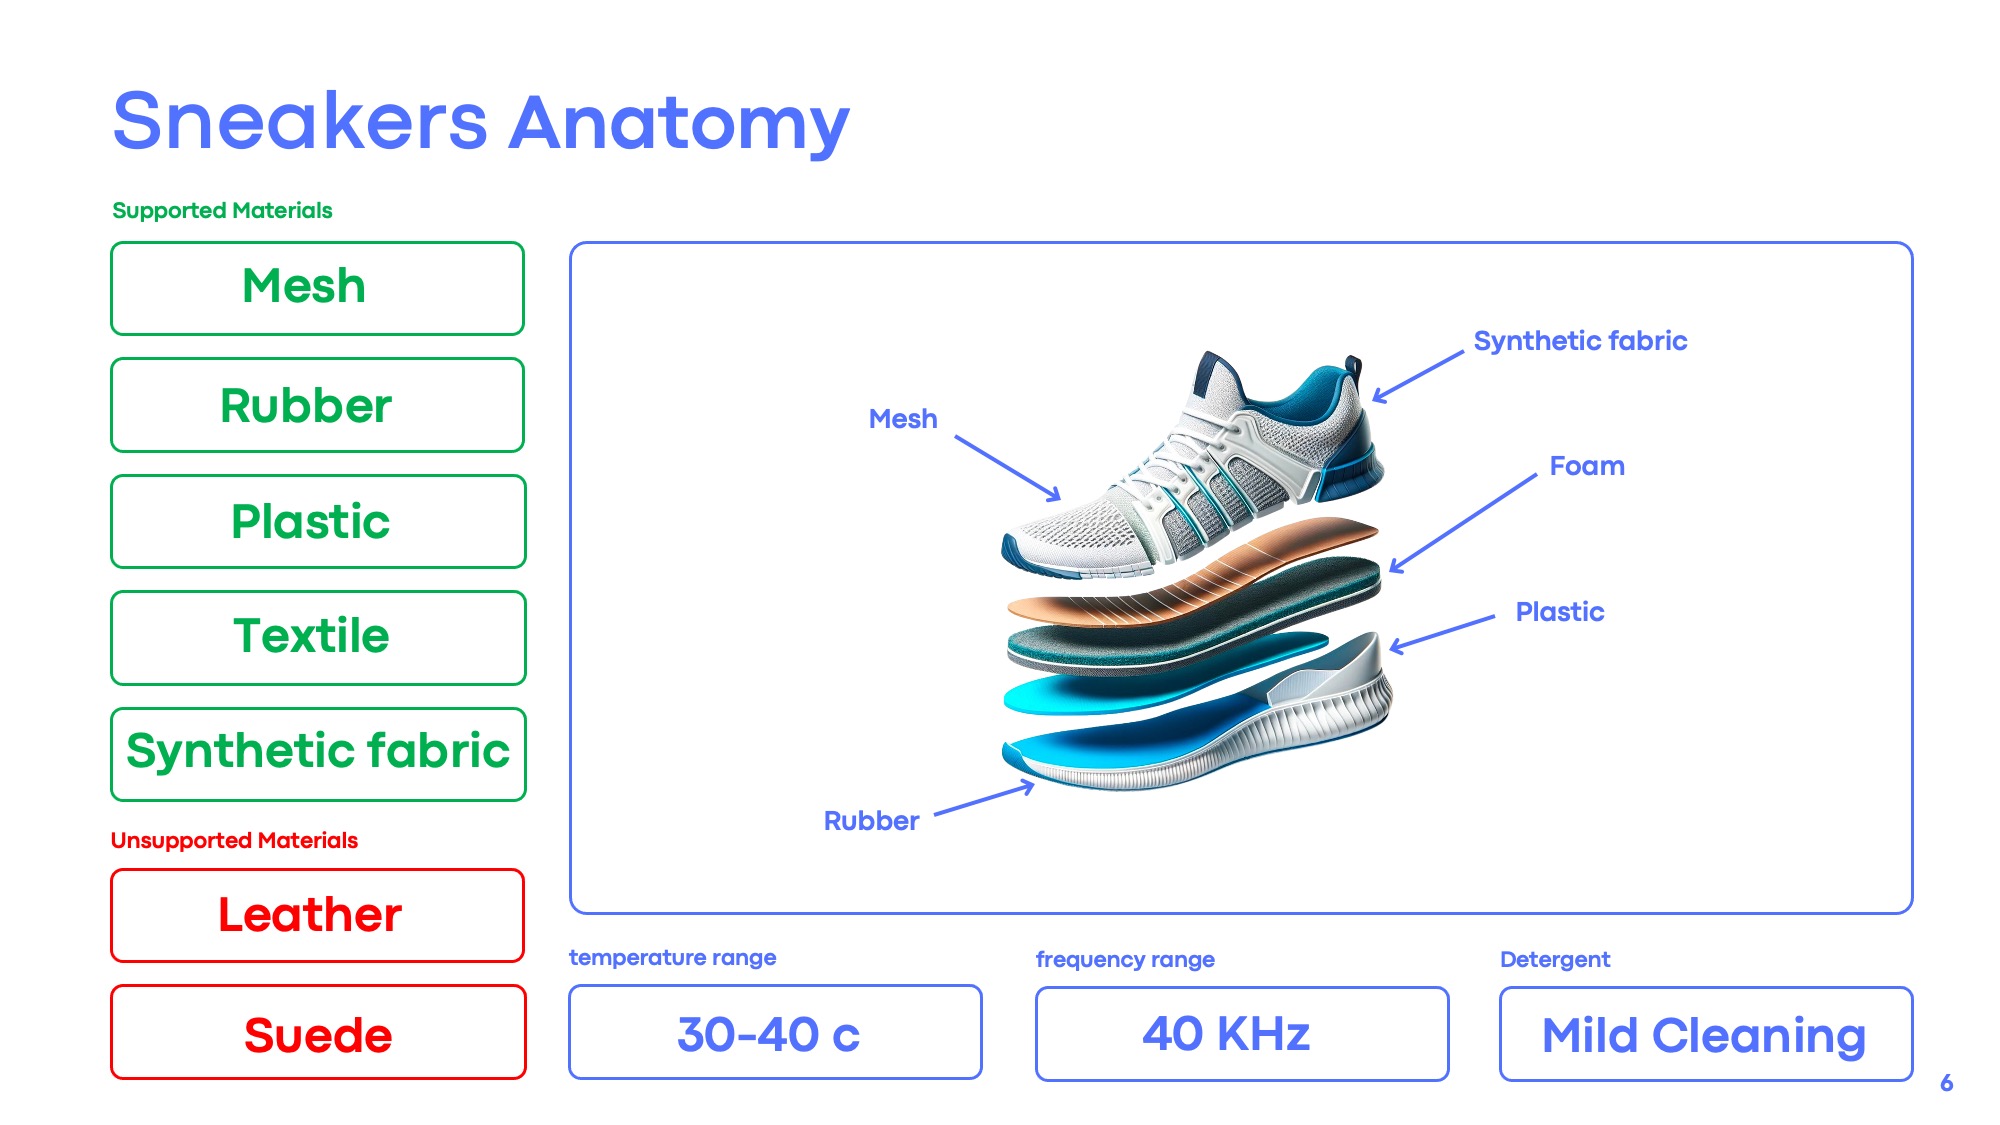 Sneakers Anatomy
Supported Materials
Mesh
Rubber
Plastic
Textile
Synthetic fabric
Unsupported Materials
Leather
Suede
Synthetic fabric
Mesh
Foam
Plastic
Rubber
temperature range
30-40 c
frequency range
40 KHz
Detergent
Mild Cleaning
6